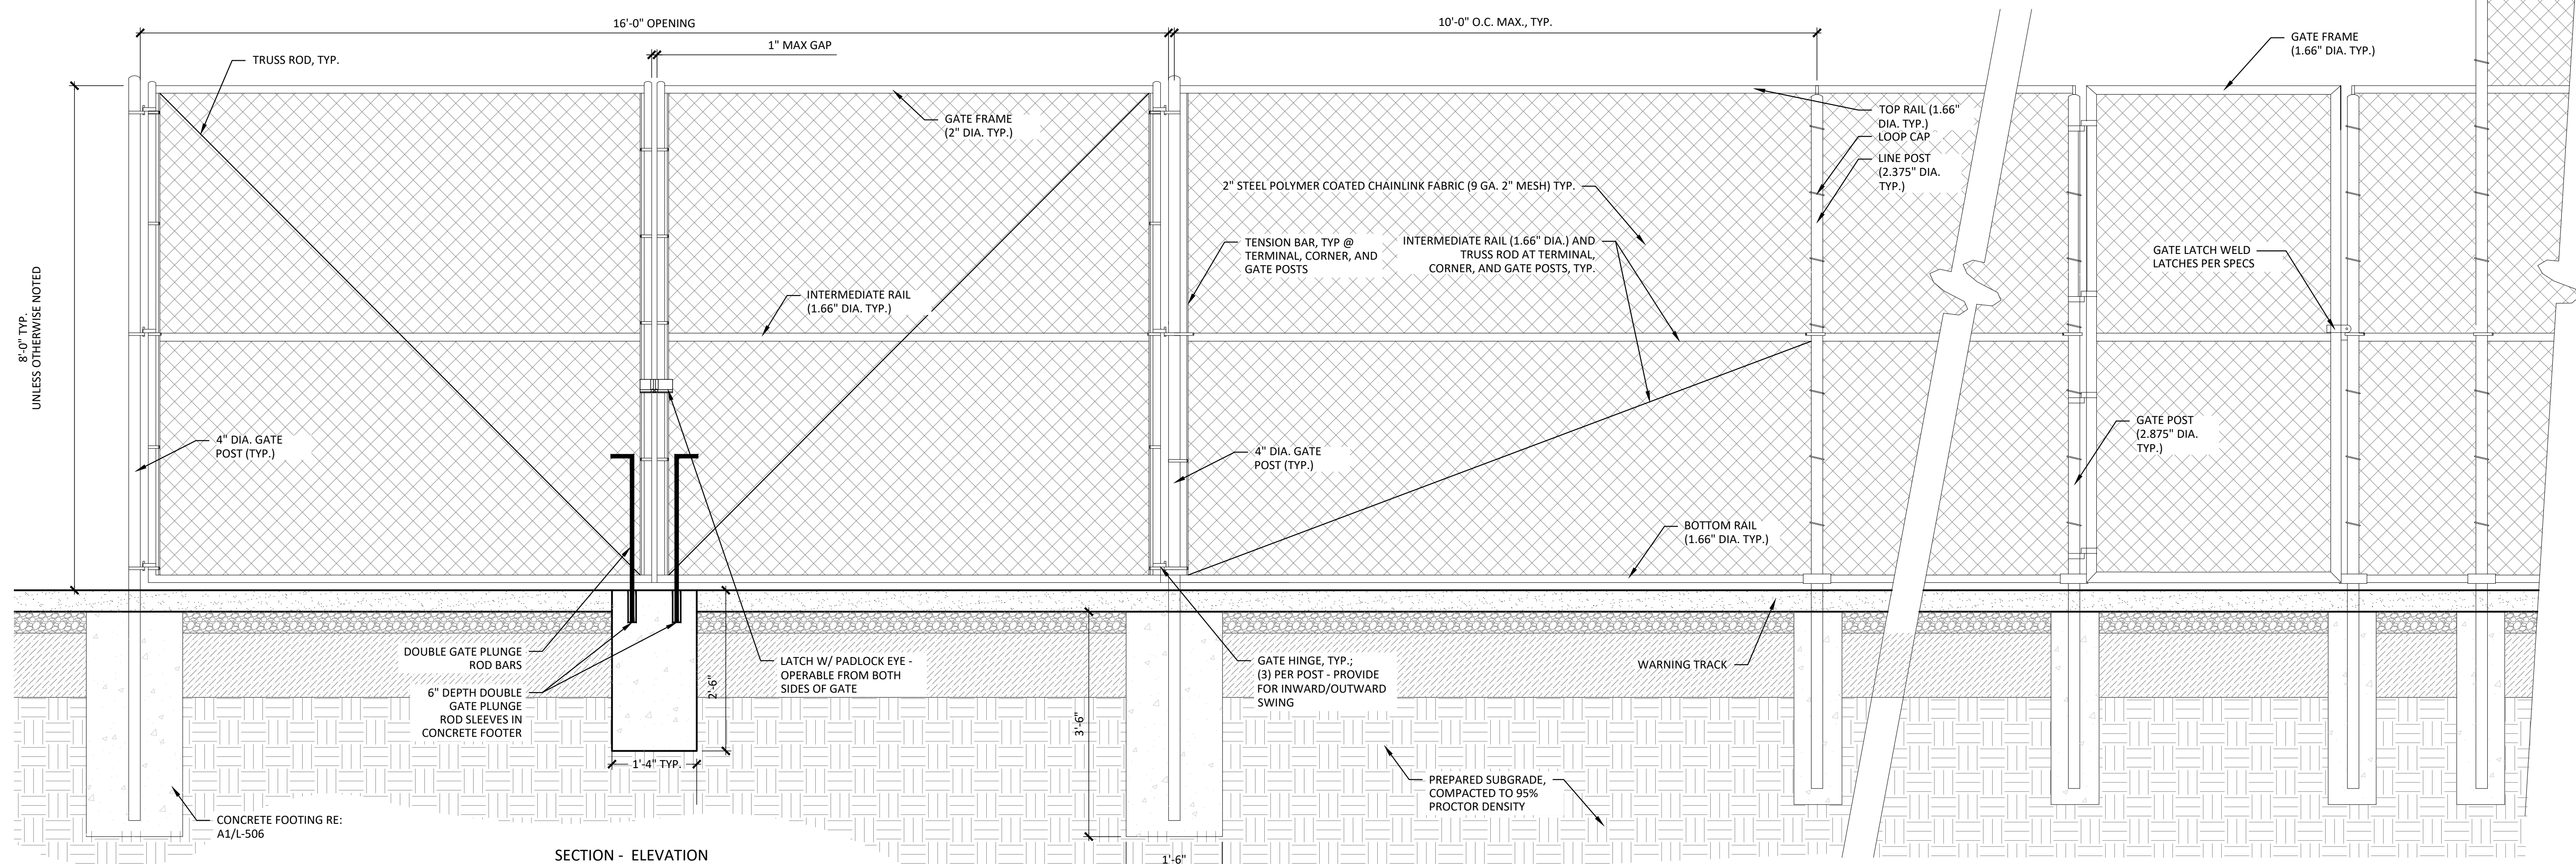 16'-0" OPENING
10'-0" O.C. MAX., TYP.
1" MAX GAP
TRUSS ROD, TYP.
GATE FRAME
(1.66" DIA. TYP.)
GATE FRAME
(2" DIA. TYP.)
TOP RAIL (1.66"
DIA. TYP.)
LOOP CAP
LINE POST
(2.375" DIA.
TYP.)
2" STEEL POLYMER COATED CHAINLINK FABRIC (9 GA. 2" MESH) TYP.
TENSION BAR, TYP @
TERMINAL, CORNER, AND
GATE POSTS
INTERMEDIATE RAIL (1.66" DIA.) AND
TRUSS ROD AT TERMINAL,
CORNER, AND GATE POSTS, TYP.
GATE LATCH WELD
LATCHES PER SPECS
8'-0" TYP.
UNLESS OTHERWISE NOTED
INTERMEDIATE RAIL
(1.66" DIA. TYP.)
4" DIA. GATE
POST (TYP.)
4" DIA. GATE
POST (TYP.)
GATE POST
(2.875" DIA.
TYP.)
BOTTOM RAIL
(1.66" DIA. TYP.)
DOUBLE GATE PLUNGE
ROD BARS
6" DEPTH DOUBLE
GATE PLUNGE
ROD SLEEVES IN
CONCRETE FOOTER
LATCH W/ PADLOCK EYE -
OPERABLE FROM BOTH
SIDES OF GATE
2'-6"
GATE HINGE, TYP.;
(3) PER POST - PROVIDE
FOR INWARD/OUTWARD
SWING
WARNING TRACK
3'-6"
1'-4" TYP.
PREPARED SUBGRADE,
COMPACTED TO 95%
PROCTOR DENSITY
CONCRETE FOOTING RE:
A1/L-506
SECTION - ELEVATION
1'-6"